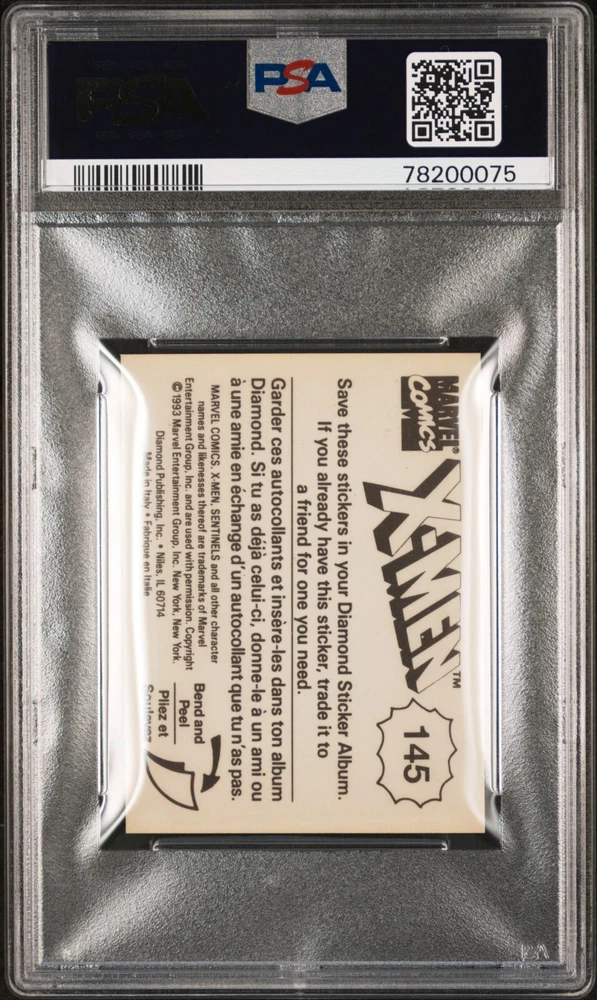 PSA
78200075
MARVEL
COMICS
X-MEN™
145
Save these stickers in your Diamond Sticker Album.
If you already have this sticker, trade it to
a friend for one you need.
Garder ces autocollants et insère-les dans ton album
Diamond. Si tu as déjà celui-ci, donne-le à un ami ou
à une amie en échange d'un autocollant que tu n'as pas.
MARVEL COMICS, X-MEN, SENTINELS and all other character
names and likenesses thereof are trademarks of Marvel
Entertainment Group, Inc. and are used with permission. Copyright
©1993 Marvel Entertainment Group, Inc. New York, New York.
Diamond Publishing, Inc. • Niles, IL 60714
Made in Italy • Fabriqué en Italie
Bend and
Peel
Pliez et
Soulevez
PSA